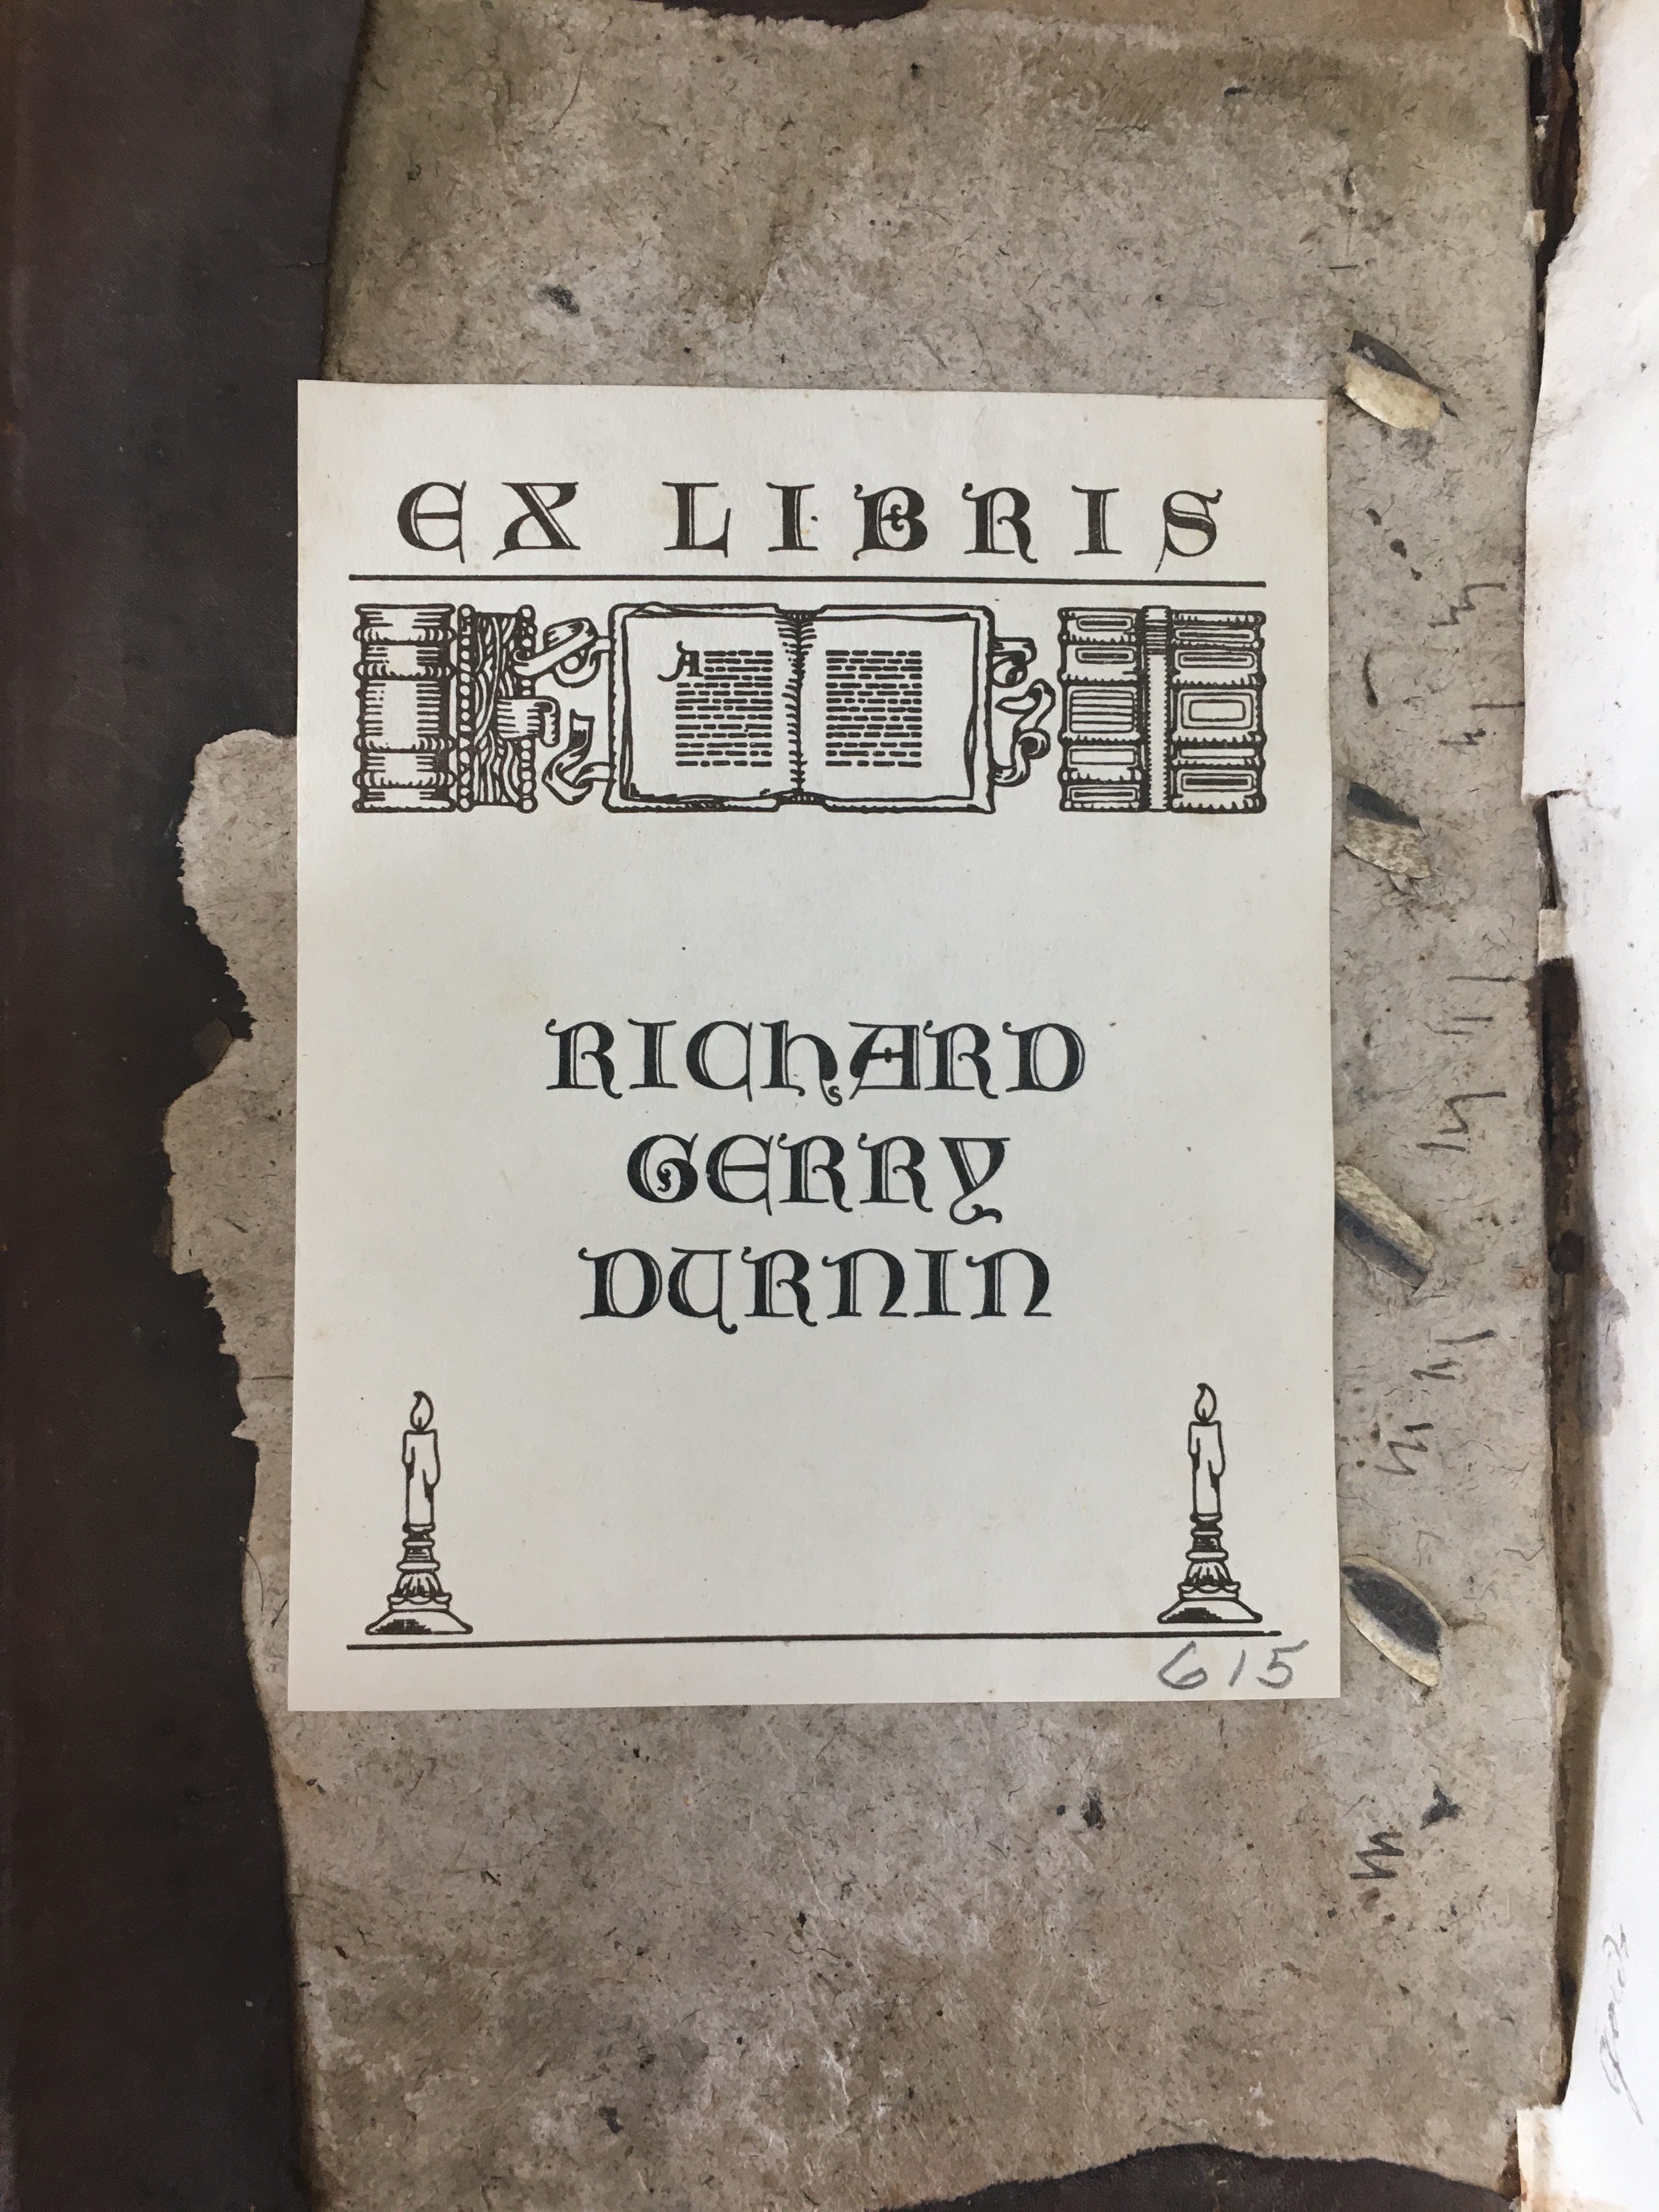 EX LIBRIS
A
RICHARD
GERRY
DURNIN
615